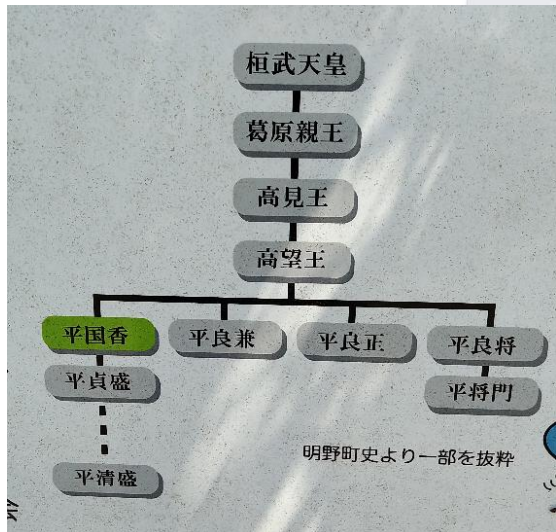 桓武天皇
葛原親王
高見王
高望王
平国香
平良兼
平良正
平良将
平貞盛
平将門
平清盛
明野町史より一部を抜粋